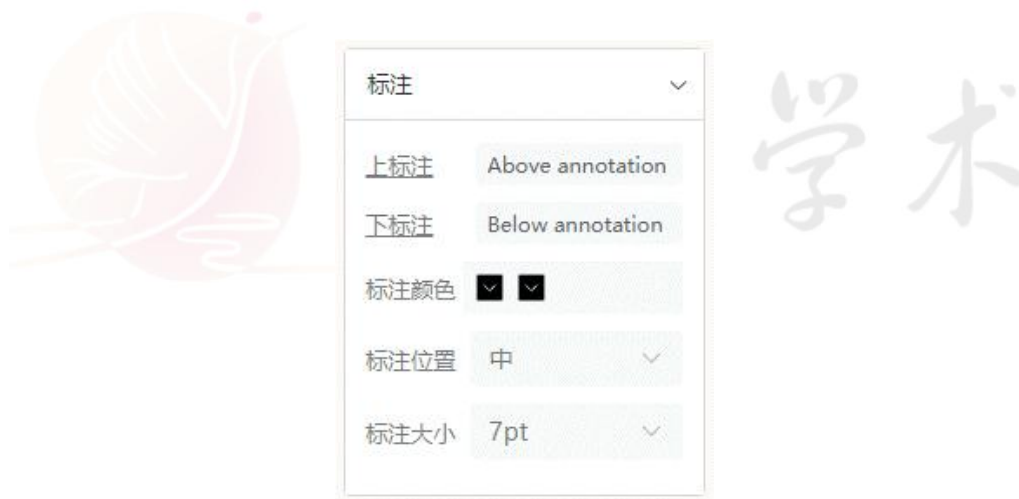 标注
上标注 Above annotation
下标注 Below annotation
标注颜色
标注位置 中
标注大小 7pt
学术